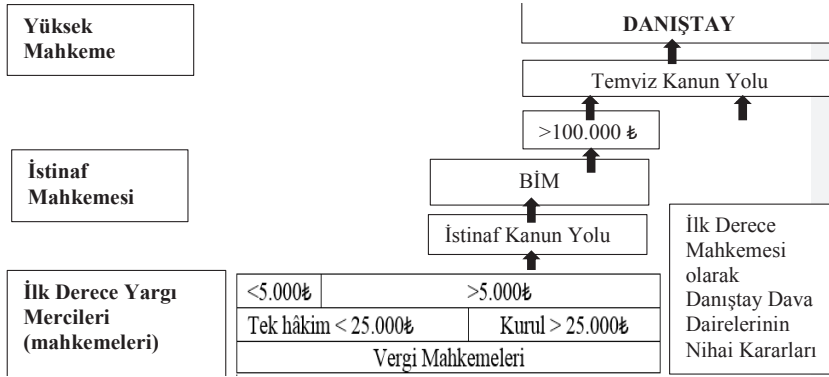 Yüksek
Mahkeme
DANIŞTAY
Temyiz Kanun Yolu
>100.000 ₺
İstinaf
Mahkemesi
BİM
İstinaf Kanun Yolu
İlk Derece
Mahkemesi
olarak
Danıştay Dava
Dairelerinin
Nihai Kararları
İlk Derece Yargı
Mercileri
(mahkemeleri)
<5.000₺ >5.000₺
Tek hâkim < 25.000₺ Kurul > 25.000₺
Vergi Mahkemeleri